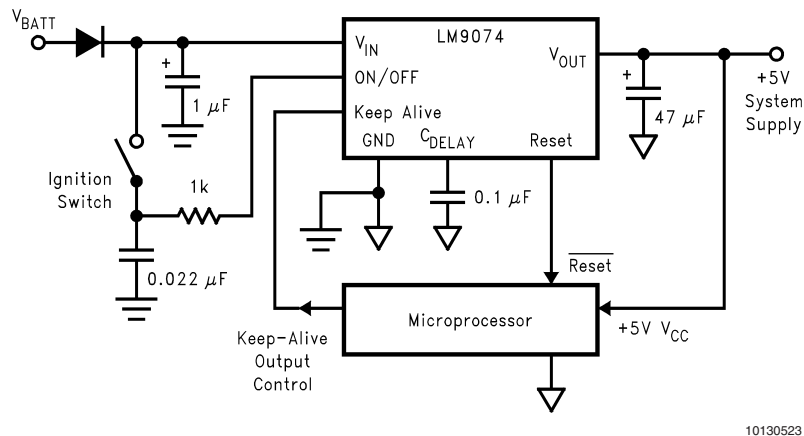 V_BATT
LM9074
V_IN
V_OUT
ON/OFF
+
+
+5V
System
Supply
1 μF
Keep Alive
47 μF
GND
C_DELAY
Reset
Ignition
Switch
1k
0.1 μF
Reset
0.022 μF
Microprocessor
+5V V_CC
Keep-Alive
Output
Control
10130523